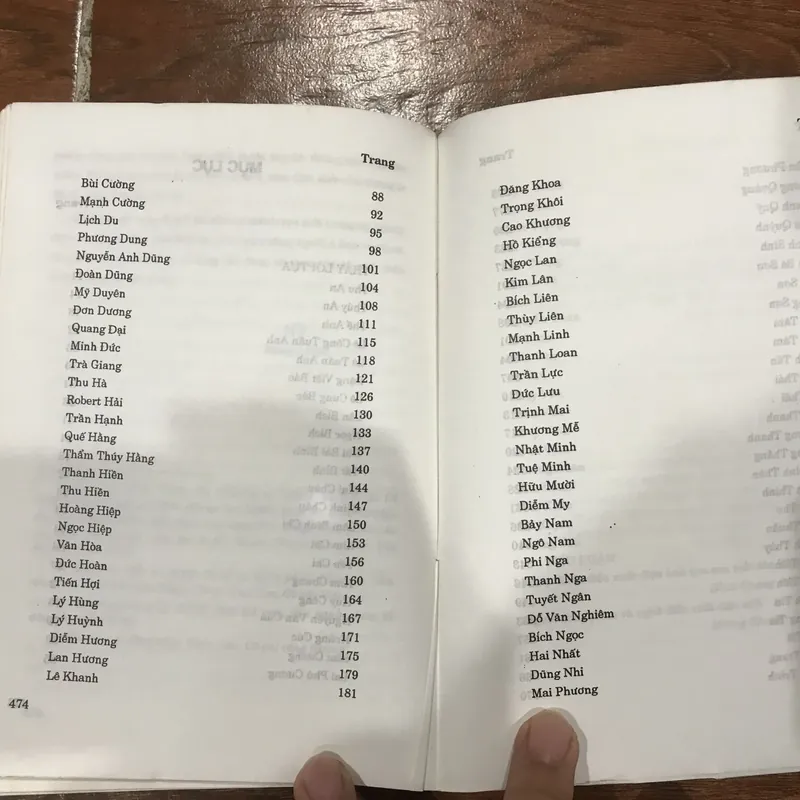 Trang
Bùi Cường 88
Mạnh Cường 92
Lịch Du 95
Phương Dung 98
Nguyễn Anh Dũng 101
Đoàn Dũng 104
Mỹ Duyên 108
Đơn Dương 111
Quang Đại 115
Minh Đức 118
Trà Giang 121
Thu Hà 126
Robert Hải 130
Trần Hạnh 133
Quế Hằng 137
Thẩm Thúy Hằng 140
Thanh Hiền 144
Thu Hiền 147
Hoàng Hiệp 150
Ngọc Hiệp 153
Văn Hòa 156
Đức Hoàn 160
Tiến Hợi 164
Lý Hùng 167
Lý Huỳnh 171
Diễm Hương 175
Lan Hương 179
Lê Khanh 181
474
Đăng Khoa
Trọng Khôi
Cao Khương
Hồ Kiểng
Ngọc Lan
Kim Lân
Bích Liên
Thùy Liên
Mạnh Linh
Thanh Loan
Trần Lực
Đức Lưu
Trịnh Mai
Khương Mễ
Nhật Minh
Tuệ Minh
Hữu Mười
Diễm My
Bảy Nam
Ngô Nam
Phi Nga
Thanh Nga
Tuyết Ngân
Đỗ Văn Nghiêm
Bích Ngọc
Hai Nhất
Dũng Nhi
Mai Phương